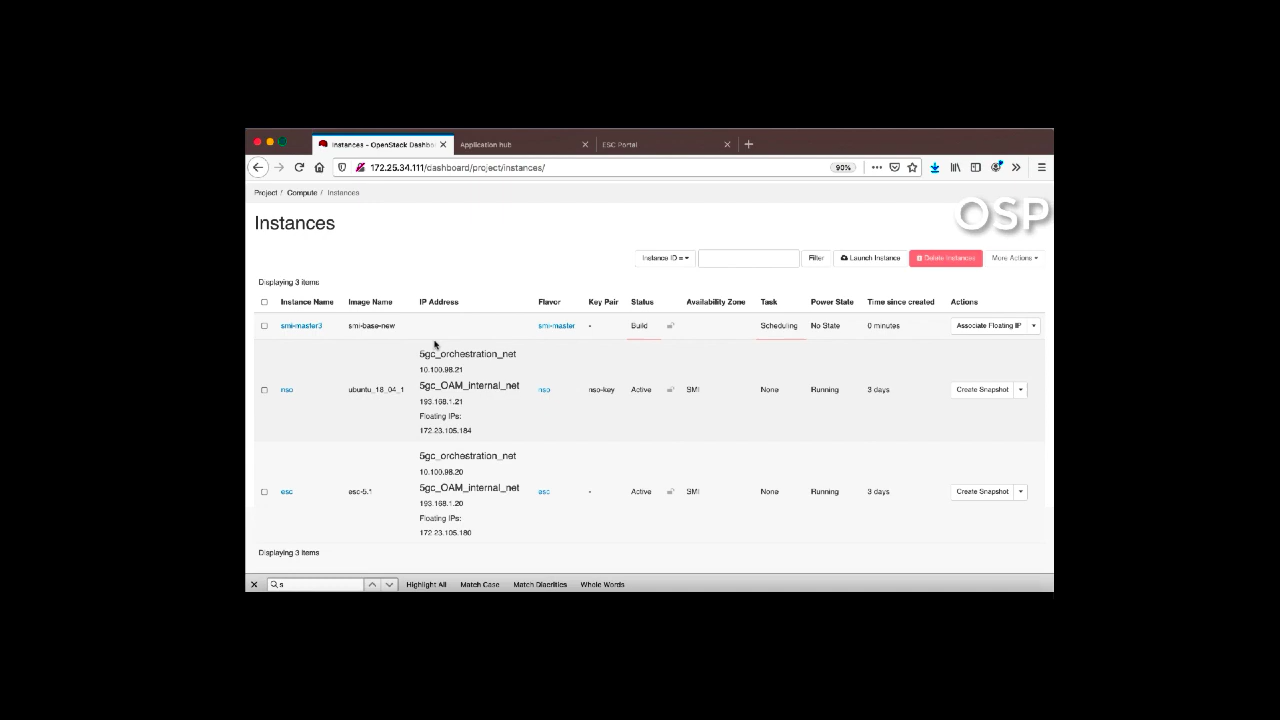 Instances - OpenStack Dashbo
Application hub
ESC Portal
172.25.34.111/dashboard/project/instances/
90%
Project / Compute / Instances
Instances
OSP
Instance ID =
Filter
Launch Instance
Delete Instances
More Actions
Displaying 3 items
Instance Name Image Name IP Address Flavor Key Pair Status Availability Zone Task Power State Time since created Actions
smi-master3 smi-base-new smi-master - Build Scheduling No State 0 minutes Associate Floating IP
5gc_orchestration_net
10.100.98.21
5gc_OAM_internal_net
nso ubuntu_18_04_1 nso nso-key Active SMI None Running 3 days Create Snapshot
193.168.1.21
Floating IPs:
172.23.105.184
5gc_orchestration_net
10.100.98.20
5gc_OAM_internal_net
esc esc-5.1 esc - Active SMI None Running 3 days Create Snapshot
193.168.1.20
Floating IPs:
172.23.105.180
Displaying 3 items
s
Highlight All Match Case Match Diacritics Whole Words